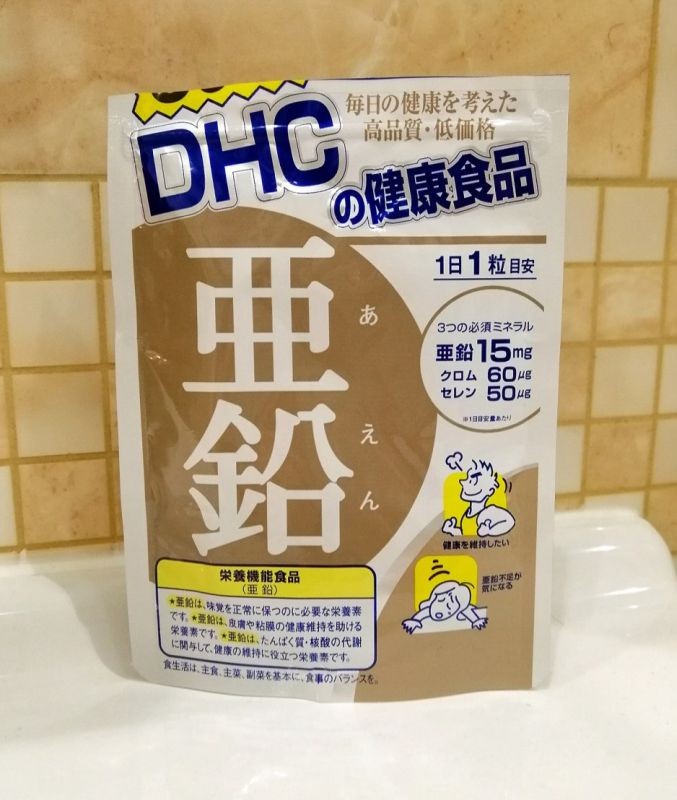 毎日の健康を考えた
高品質・低価格
DHC
の健康食品
1日1粒目安
亜鉛
あえん
3つの必須ミネラル
亜鉛 15mg
クロム 60μg
セレン 50μg
※1日目安量あたり
健康を維持したい
亜鉛不足が
気になる
栄養機能食品
(亜鉛)
★亜鉛は、味覚を正常に保つのに必要な栄養素
です。★亜鉛は、皮膚や粘膜の健康維持を助ける
栄養素です。★亜鉛は、たんぱく質・核酸の代謝
に関与して、健康の維持に役立つ栄養素です。
食生活は、主食、主菜、副菜を基本に、食事のバランスを。